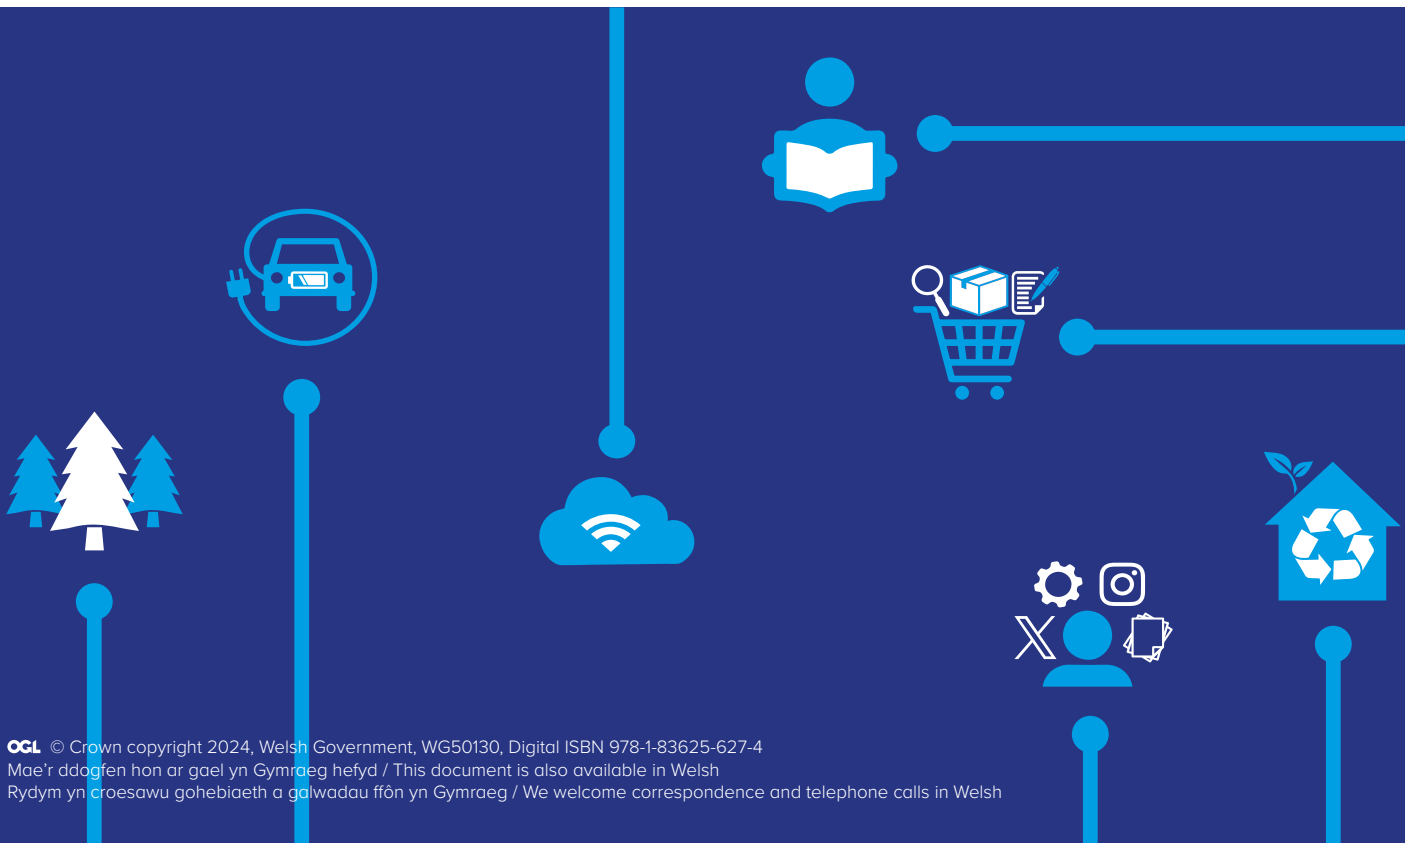 OGL © Crown copyright 2024, Welsh Government, WG50130, Digital ISBN 978-1-83625-627-4
Mae'r ddogfen hon ar gael yn Gymraeg hefyd / This document is also available in Welsh
Rydym yn croesawu gohebiaeth a galwadau ffôn yn Gymraeg / We welcome correspondence and telephone calls in Welsh